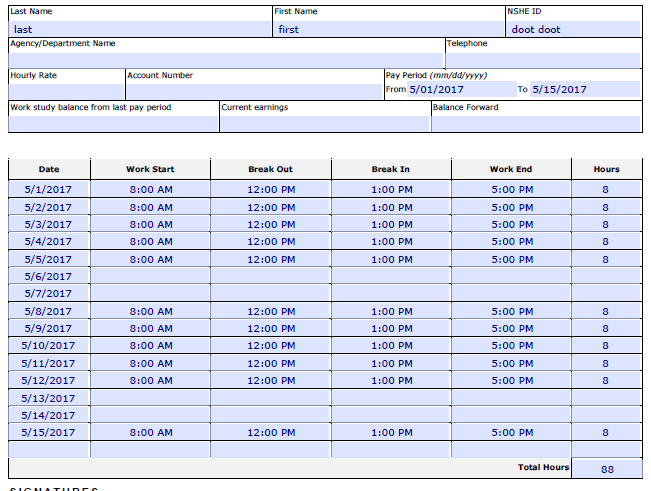 Last Name First Name NSHE ID
last first doot doot
Agency/Department Name Telephone
Hourly Rate Account Number Pay Period (mm/dd/yyyy)
From 5/01/2017 To 5/15/2017
Work study balance from last pay period Current earnings Balance Forward
Date Work Start Break Out Break In Work End Hours
5/1/2017 8:00 AM 12:00 PM 1:00 PM 5:00 PM 8
5/2/2017 8:00 AM 12:00 PM 1:00 PM 5:00 PM 8
5/3/2017 8:00 AM 12:00 PM 1:00 PM 5:00 PM 8
5/4/2017 8:00 AM 12:00 PM 1:00 PM 5:00 PM 8
5/5/2017 8:00 AM 12:00 PM 1:00 PM 5:00 PM 8
5/6/2017
5/7/2017
5/8/2017 8:00 AM 12:00 PM 1:00 PM 5:00 PM 8
5/9/2017 8:00 AM 12:00 PM 1:00 PM 5:00 PM 8
5/10/2017 8:00 AM 12:00 PM 1:00 PM 5:00 PM 8
5/11/2017 8:00 AM 12:00 PM 1:00 PM 5:00 PM 8
5/12/2017 8:00 AM 12:00 PM 1:00 PM 5:00 PM 8
5/13/2017
5/14/2017
5/15/2017 8:00 AM 12:00 PM 1:00 PM 5:00 PM 8
Total Hours 88
SIGNATURES